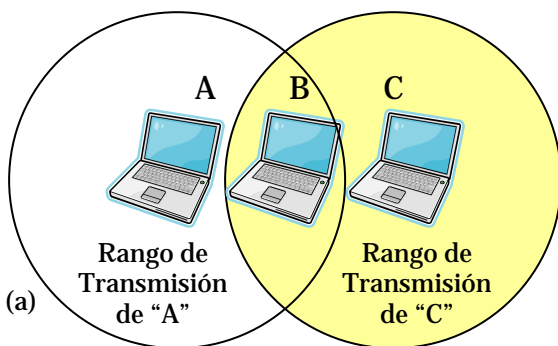 A
B
C
Rango de
Transmisión
de “A”
Rango de
Transmisión
de “C”
(a)